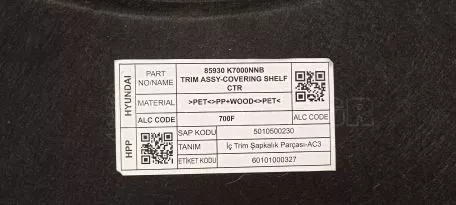 HYUNDAI
PART NO/NAME
85930 K7000NNB
TRIM ASSY-COVERING SHELF
CTR
MATERIAL
>PET<>PP+WOOD<>PET<
ALC CODE
700F
ALC CODE
HPP
SAP KODU
5010500230
TANIM
İç Trim Şapkalık Parçası-AC3
ETİKET KODU
60101000327